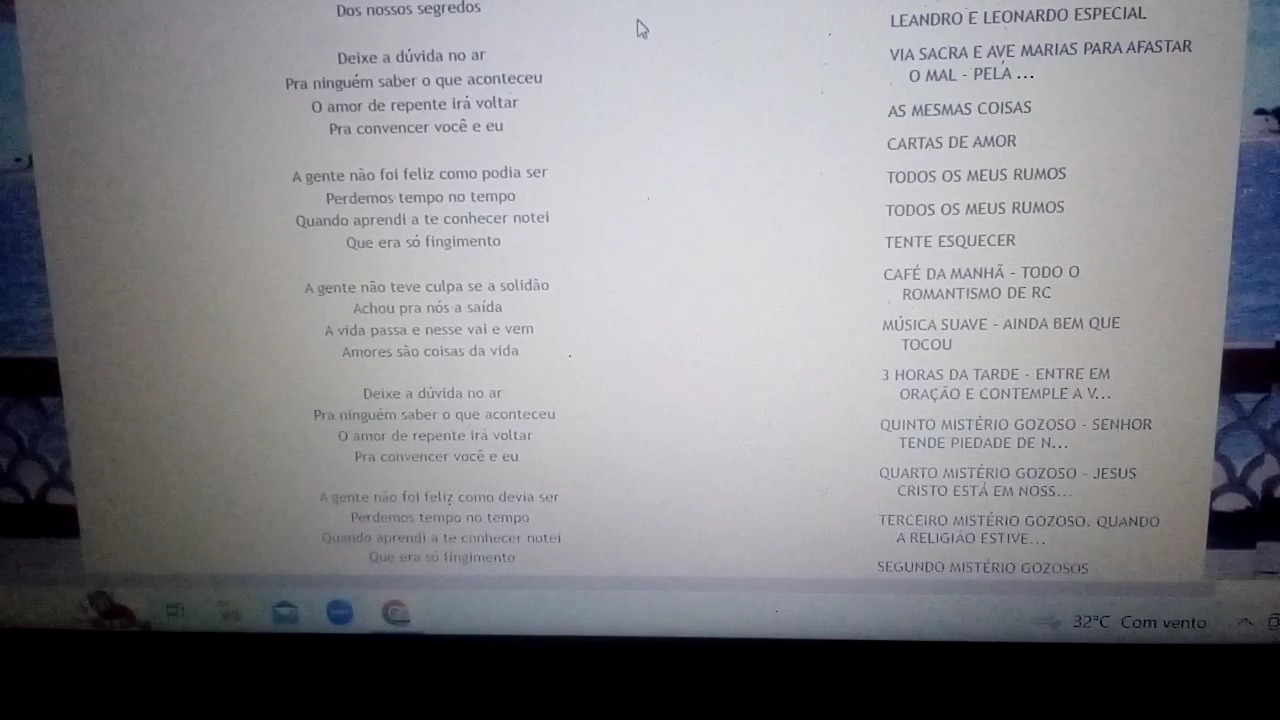 Dos nossos segredos
Deixe a dúvida no ar
Pra ninguém saber o que aconteceu
O amor de repente irá voltar
Pra convencer você e eu
A gente não foi feliz como podia ser
Perdemos tempo no tempo
Quando aprendi a te conhecer notei
Que era só fingimento
A gente não teve culpa se a solidão
Achou pra nós a saída
A vida passa e nesse vai e vem
Amores são coisas da vida
Deixe a dúvida no ar
Pra ninguém saber o que aconteceu
O amor de repente irá voltar
Pra convencer você e eu
A gente não foi feliz como devia ser
Perdemos tempo no tempo
Quando aprendi a te conhecer notei
Que era só fingimento
LEANDRO E LEONARDO ESPECIAL
VIA SACRA E AVE MARIAS PARA AFASTAR
O MAL - PELA ...
AS MESMAS COISAS
CARTAS DE AMOR
TODOS OS MEUS RUMOS
TODOS OS MEUS RUMOS
TENTE ESQUECER
CAFÉ DA MANHÃ - TODO O
ROMANTISMO DE RC
MÚSICA SUAVE - AINDA BEM QUE
TOCOU
3 HORAS DA TARDE - ENTRE EM
ORAÇÃO E CONTEMPLE A V...
QUINTO MISTÉRIO GOZOSO - SENHOR
TENDE PIEDADE DE N...
QUARTO MISTÉRIO GOZOSO - JESUS
CRISTO ESTÁ EM NOSS...
TERCEIRO MISTÉRIO GOZOSO. QUANDO
A RELIGIÃO ESTIVE...
SEGUNDO MISTÉRIO GOZOSOS
32°C Com vento